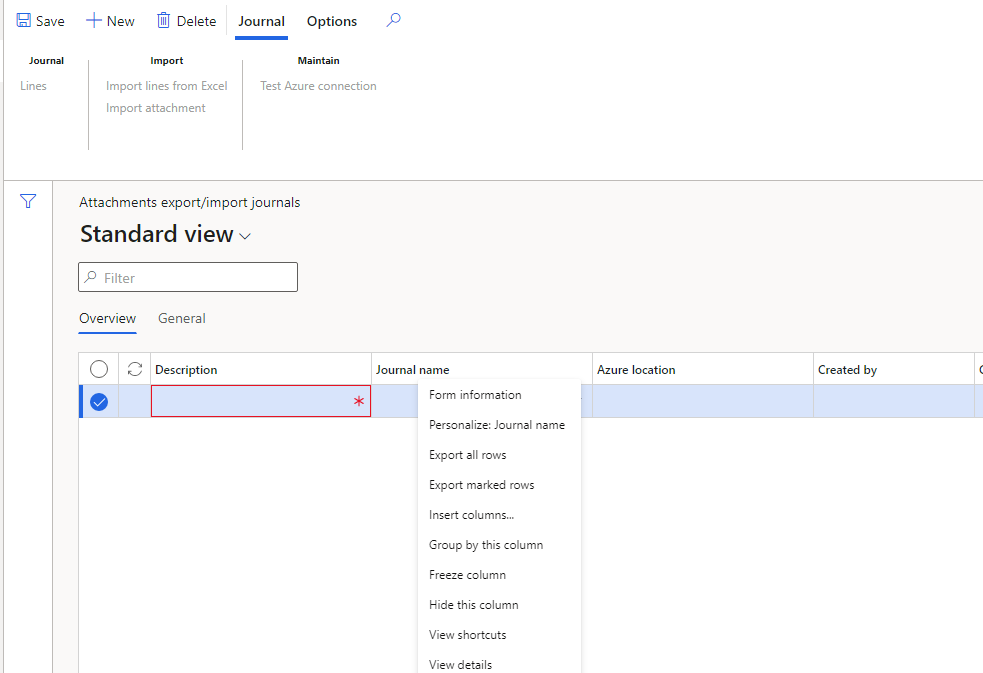 Save New Delete Journal Options
Journal Import Maintain
Lines Import lines from Excel Test Azure connection
Import attachment
Attachments export/import journals
Standard view
Filter
Overview General
Description Journal name Azure location Created by
*
Form information
Personalize: Journal name
Export all rows
Export marked rows
Insert columns...
Group by this column
Freeze column
Hide this column
View shortcuts
View details